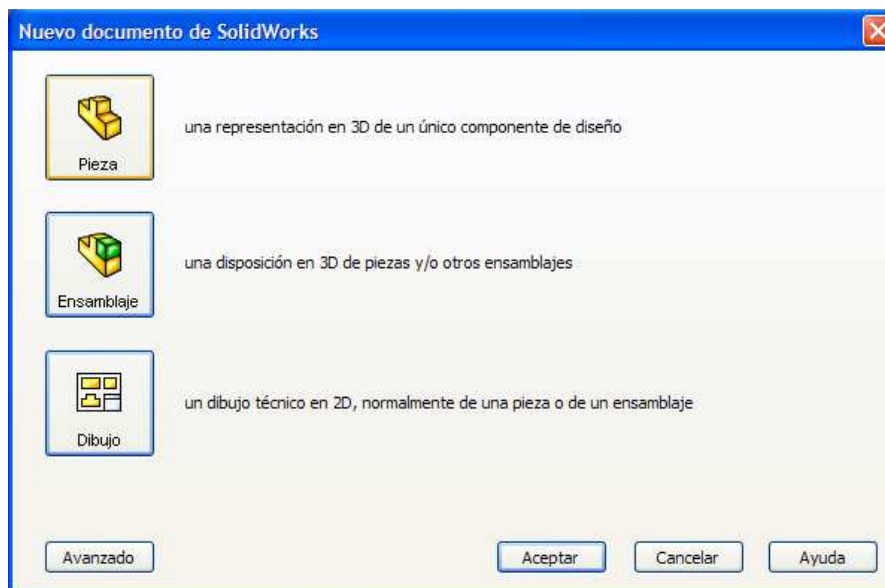 Nuevo documento de SolidWorks
Pieza
una representación en 3D de un único componente de diseño
Ensamblaje
una disposición en 3D de piezas y/o otros ensamblajes
Dibujo
un dibujo técnico en 2D, normalmente de una pieza o de un ensamblaje
Avanzado Aceptar Cancelar Ayuda